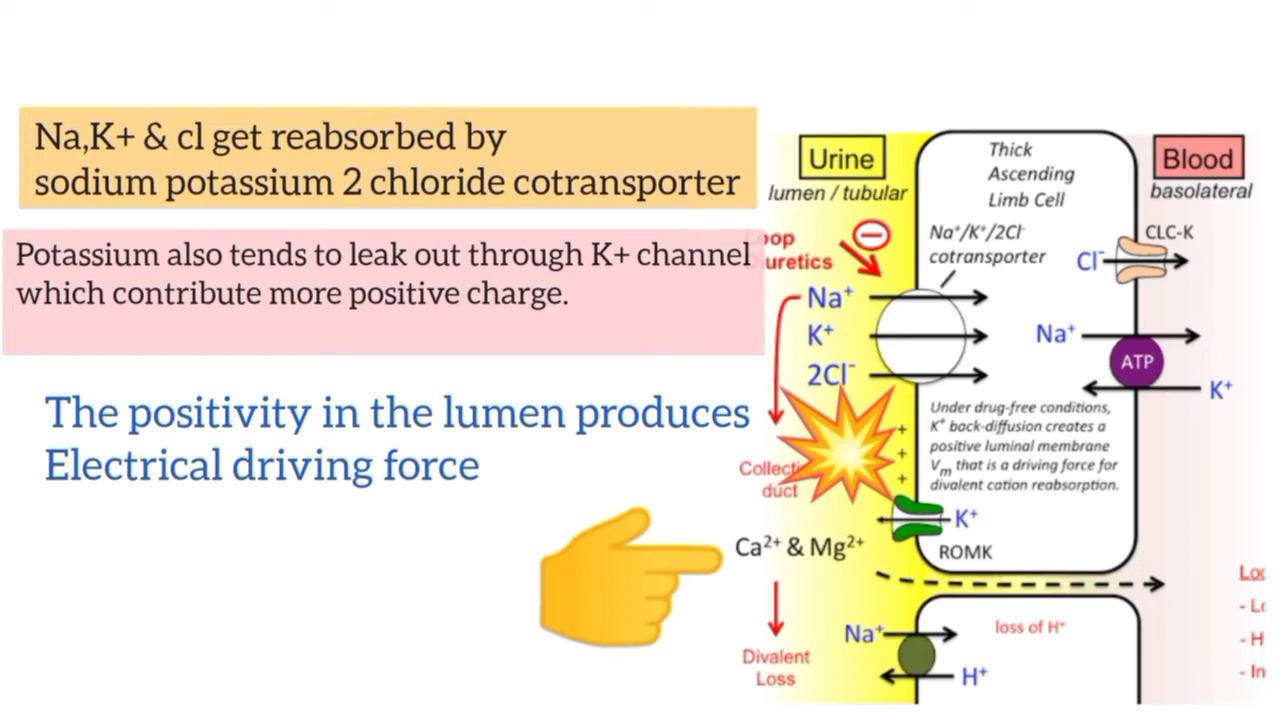 Na,K+ & cl get reabsorbed by
sodium potassium 2 chloride cotransporter
Potassium also tends to leak out through K+ channel
which contribute more positive charge.
The positivity in the lumen produces
Electrical driving force
Urine
lumen / tubular
Thick
Ascending
Limb Cell
Blood
basolateral
Na⁺/K⁺/2Cl⁻
cotransporter
CLC-K
Cl⁻
Na⁺
K⁺
2Cl⁻
Na⁺
ATP
K⁺
Under drug-free conditions,
K⁺ back-diffusion creates a
positive luminal membrane
Vm that is a driving force for
divalent cation reabsorption.
+
+
+
duct
K⁺
ROMK
Ca²⁺ & Mg²⁺
Divalent
Loss
Na⁺
H⁺
loss of H⁺